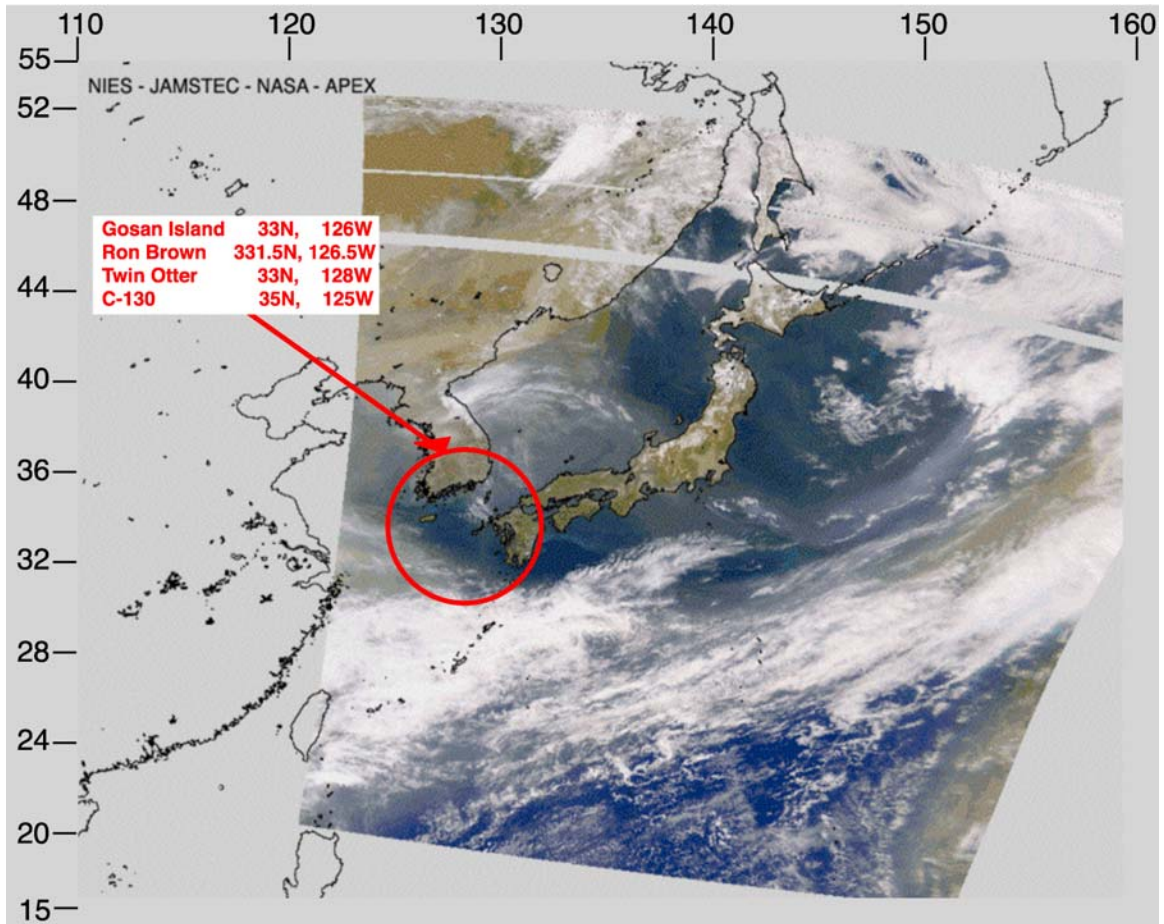 110 120 130 140 150 160
55
NIES - JAMSTEC - NASA - APEX
52
48
Gosan Island 33N, 126W
Ron Brown 331.5N, 126.5W
Twin Otter 33N, 128W
C-130 35N, 125W
44
40
36
32
28
24
20
15